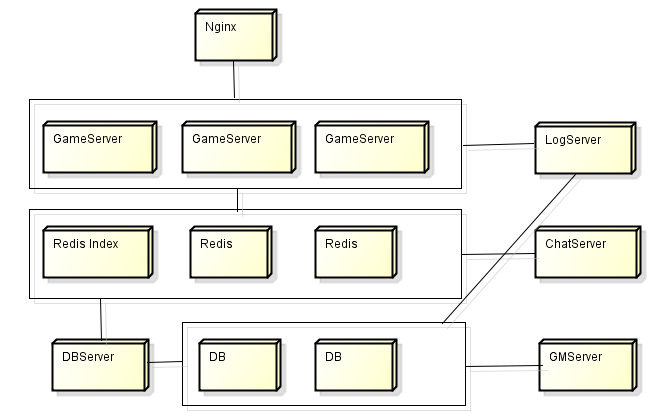 Nginx
GameServer
GameServer
GameServer
LogServer
Redis Index
Redis
Redis
ChatServer
DBServer
DB
DB
GMServer